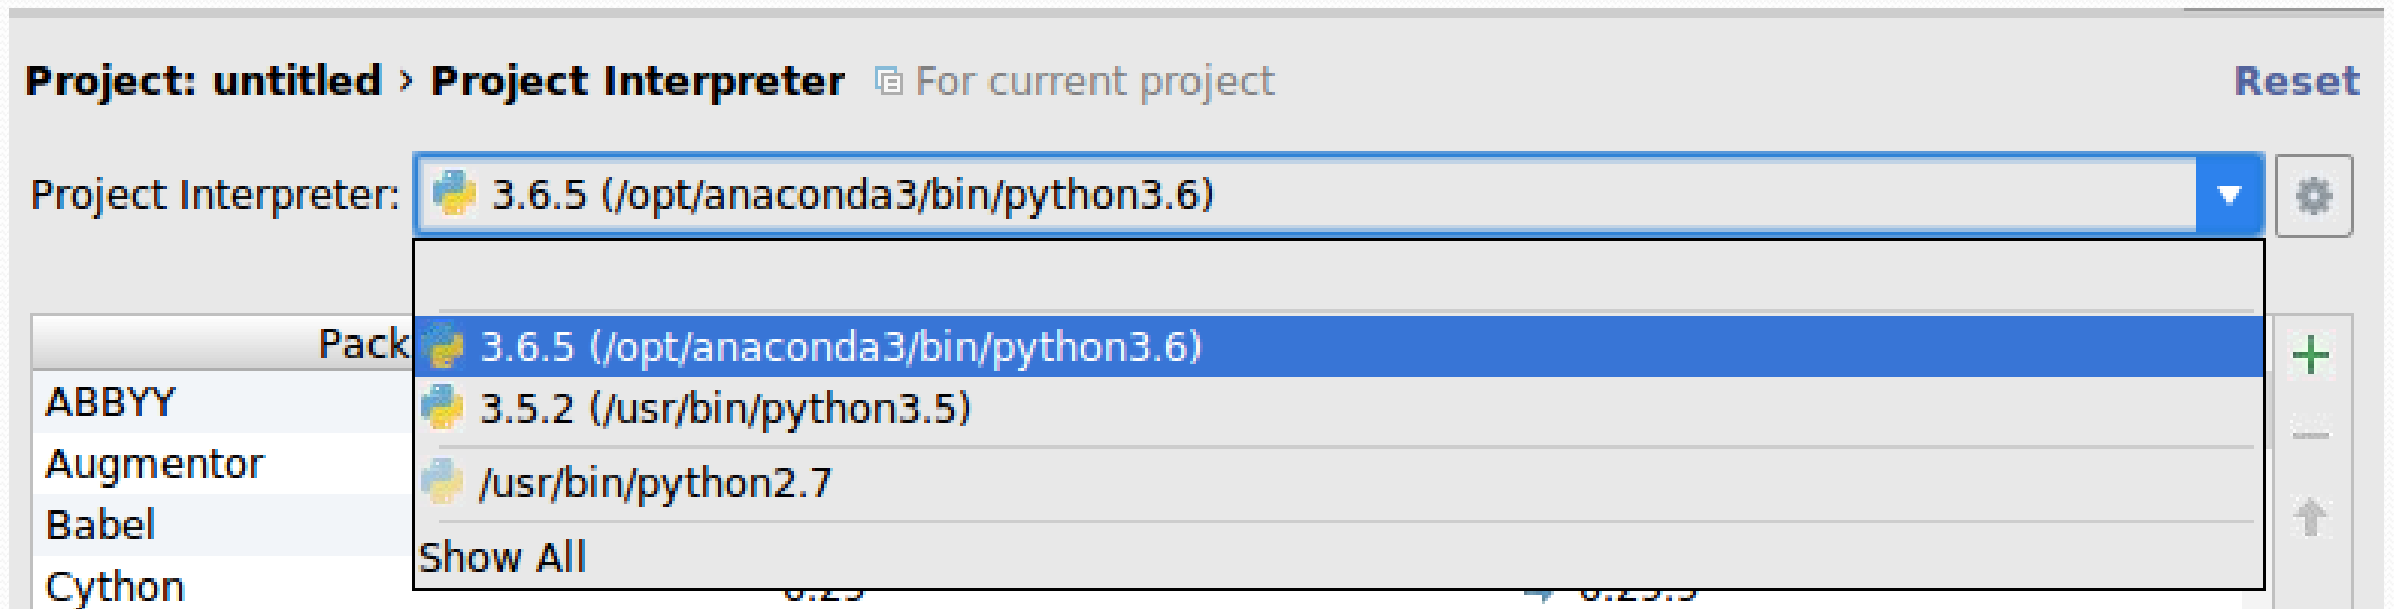 Project: untitled › Project Interpreter For current project Reset
Project Interpreter: 3.6.5 (/opt/anaconda3/bin/python3.6)
Pack 3.6.5 (/opt/anaconda3/bin/python3.6)
ABBYY 3.5.2 (/usr/bin/python3.5)
Augmentor /usr/bin/python2.7
Babel
Show All
Cython